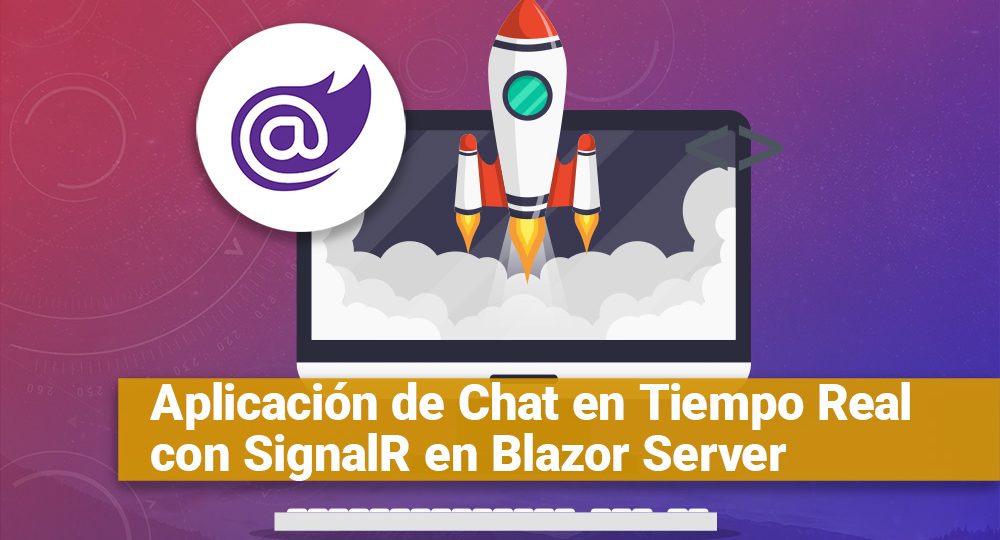 Aplicación de Chat en Tiempo Real
con SignalR en Blazor Server